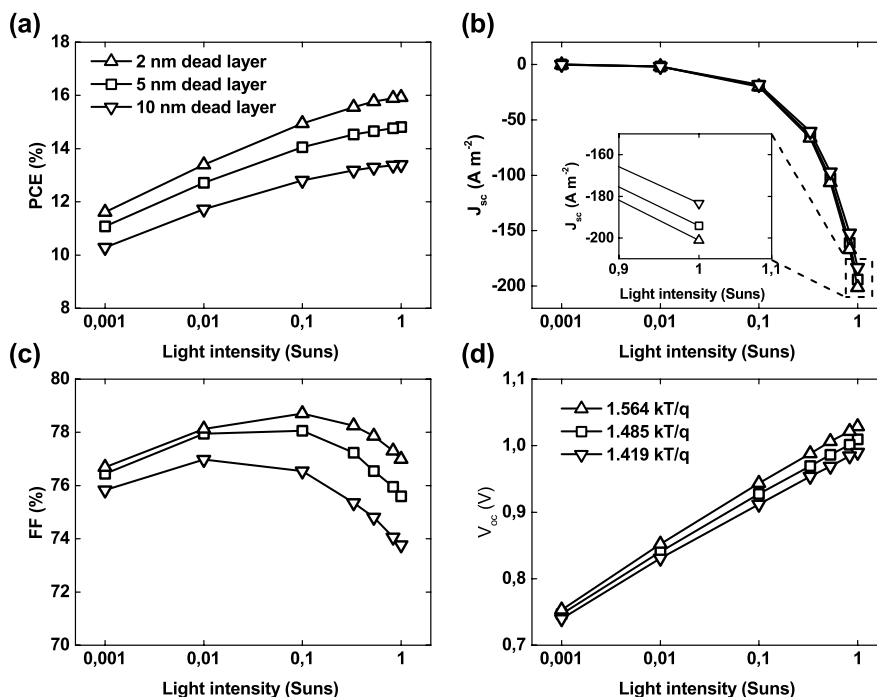 (a)
18
16
14
12
10
8
PCE (%)
2 nm dead layer
5 nm dead layer
10 nm dead layer
0,001
0,01
0,1
1
Light intensity (Suns)
(b)
0
-50
-100
-150
-200
J_sc (A m^-2)
-160
-180
-200
J_sc (A m^-2)
0,9
1
1,1
Light intensity (Suns)
0,001
0,01
0,1
1
Light intensity (Suns)
(c)
80
78
76
74
72
70
FF (%)
0,001
0,01
0,1
1
Light intensity (Suns)
(d)
1,1
1,0
0,9
0,8
0,7
V_oc (V)
1.564 kT/q
1.485 kT/q
1.419 kT/q
0,001
0,01
0,1
1
Light intensity (Suns)